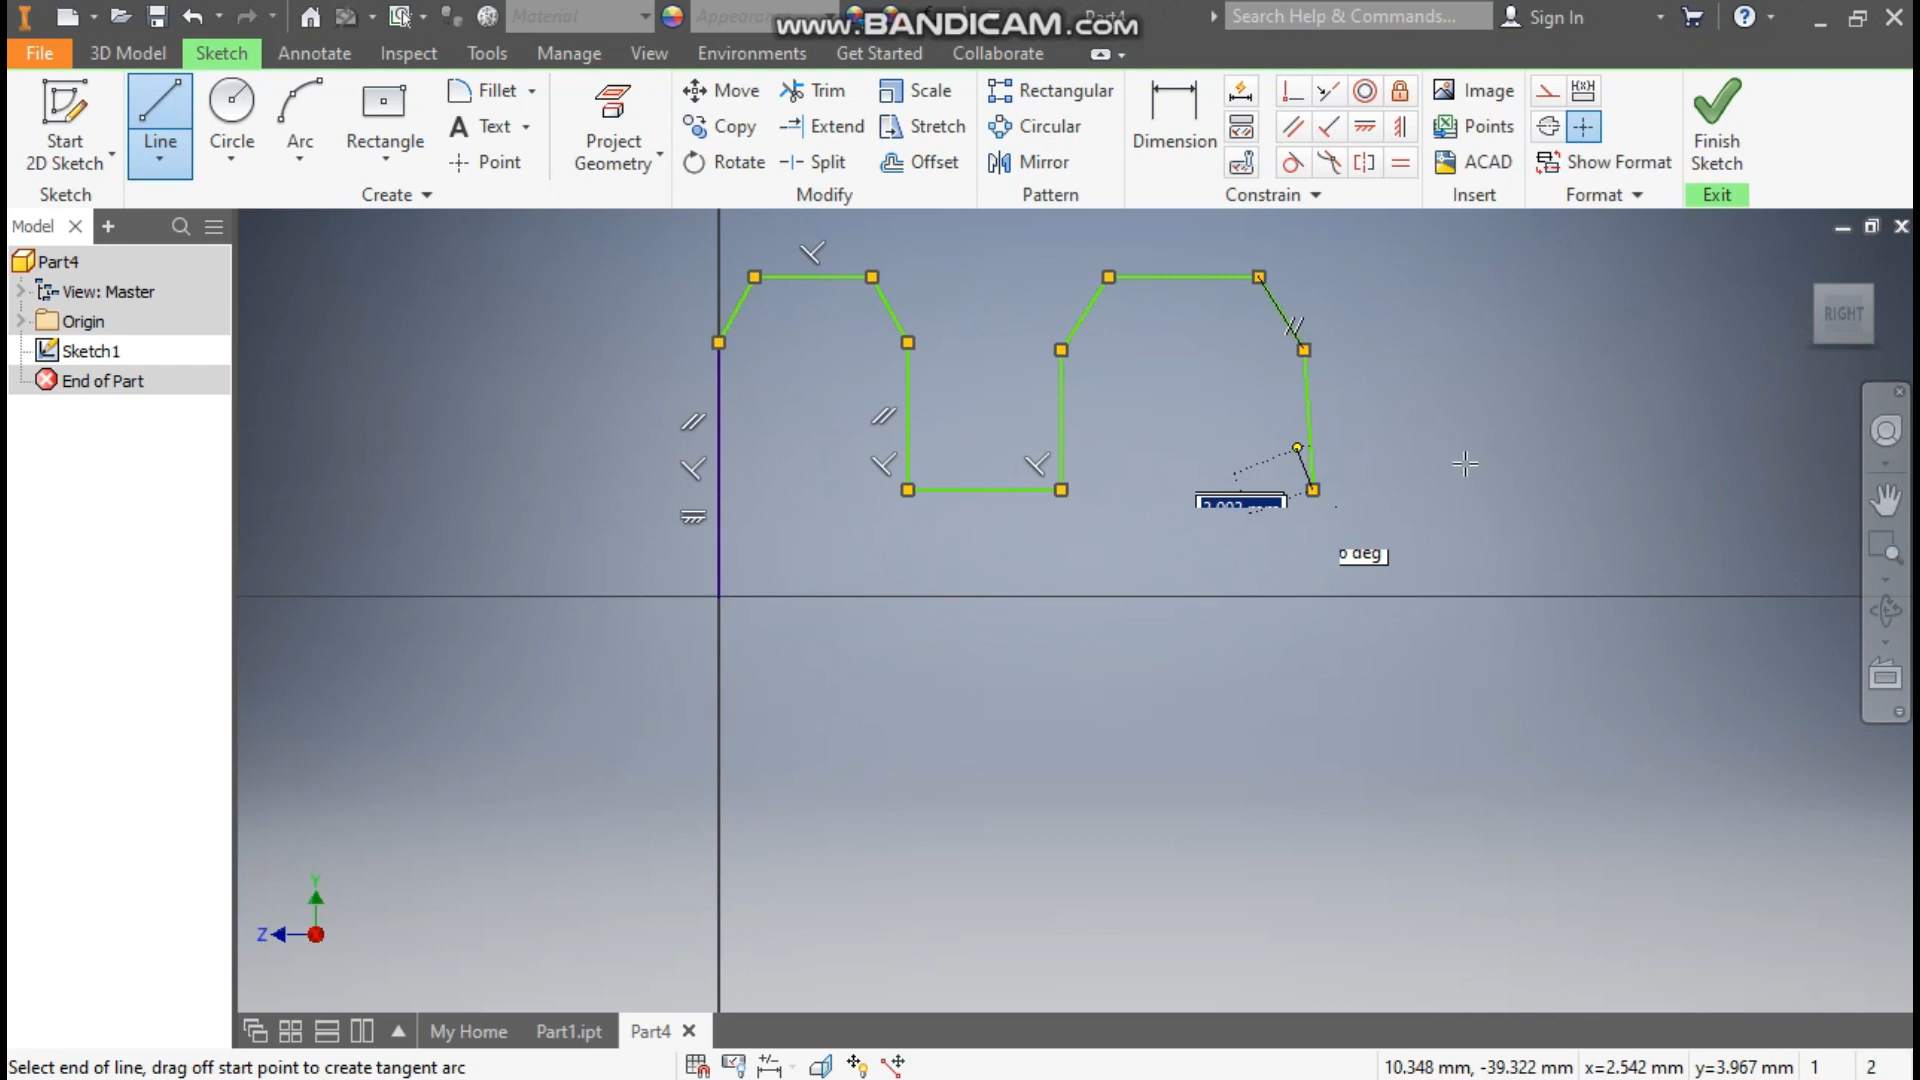 Material
Appearance
www.BANDICAM.com
Search Help & Commands...
Sign In
File 3D Model Sketch Annotate Inspect Tools Manage View Environments Get Started Collaborate
Start 2D Sketch
Line
Circle
Arc
Rectangle
Fillet
Text
Point
Project Geometry
Move
Copy
Rotate
Trim
Extend
Split
Scale
Stretch
Offset
Rectangular
Circular
Mirror
Dimension
Image
Points
ACAD
Show Format
Finish Sketch
Sketch Create Modify Pattern Constrain Insert Format Exit
Model
Part4
View: Master
Origin
Sketch1
End of Part
RIGHT
deg
Y
Z
My Home Part1.ipt Part4
Select end of line, drag off start point to create tangent arc
10.348 mm, -39.322 mm x=2.542 mm y=3.967 mm 1 2